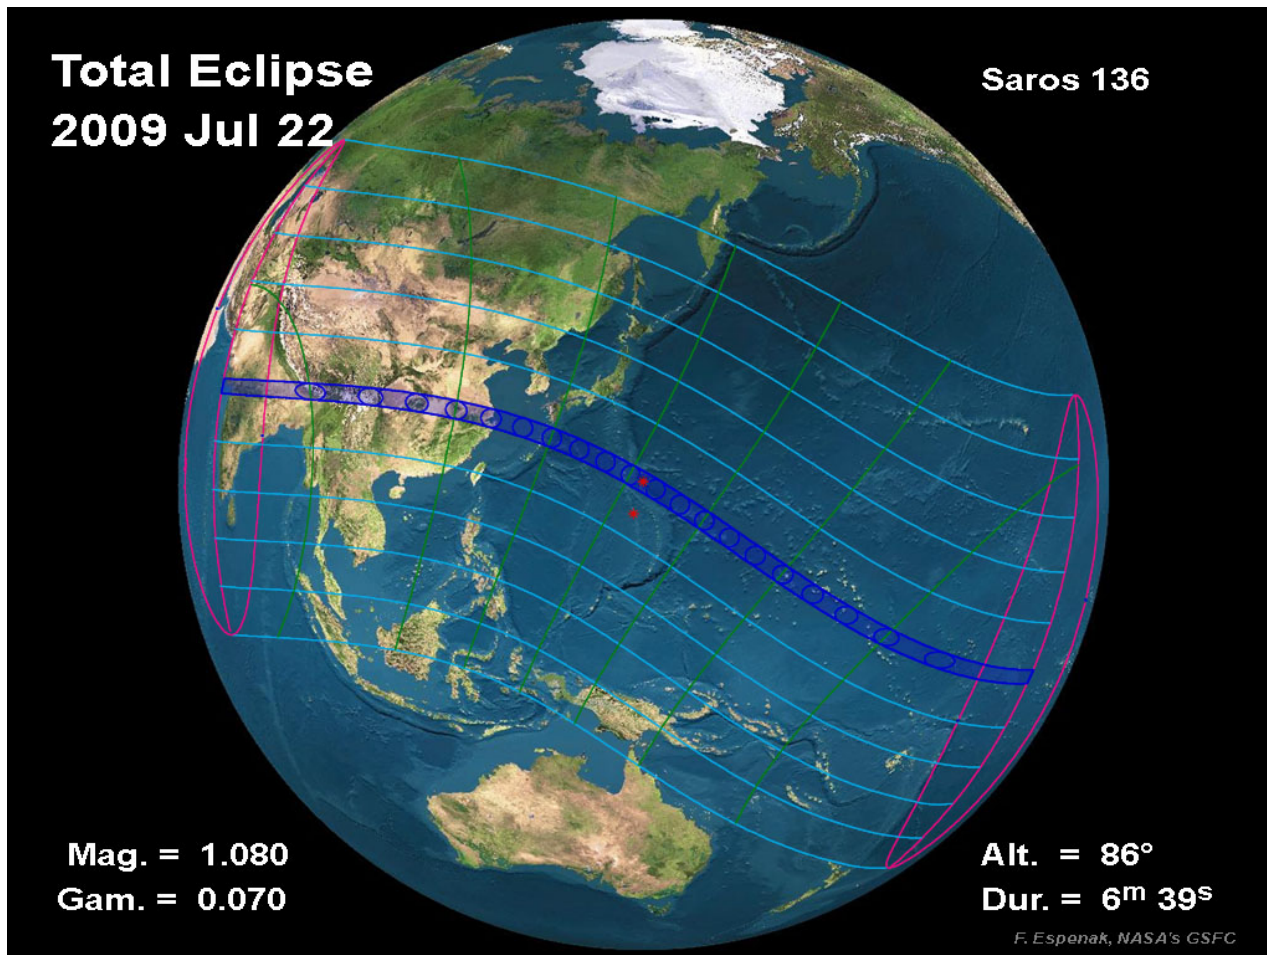 Total Eclipse
2009 Jul 22
Saros 136
Mag. = 1.080
Gam. = 0.070
Alt. = 86°
Dur. = 6m 39s
F. Espenak, NASA's GSFC